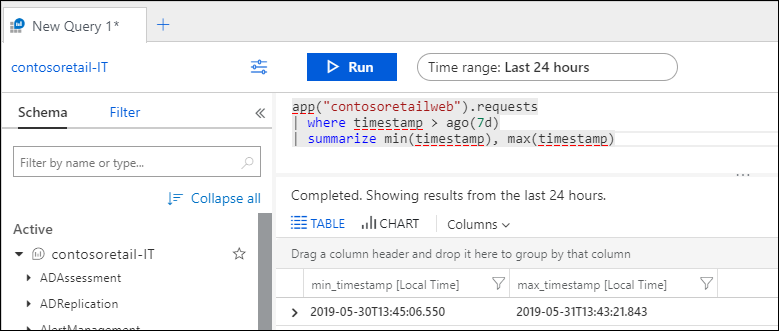 New Query 1*
contosoretail-IT
Run
Time range: Last 24 hours
Schema
Filter
Filter by name or type...
Collapse all
Active
contosoretail-IT
ADAssessment
ADReplication
AlertManagement
app("contosoretailweb").requests
| where timestamp > ago(7d)
| summarize min(timestamp), max(timestamp)
Completed. Showing results from the last 24 hours.
TABLE CHART Columns
Drag a column header and drop it here to group by that column
min_timestamp [Local Time] max_timestamp [Local Time]
2019-05-30T13:45:06.550 2019-05-31T13:43:21.843